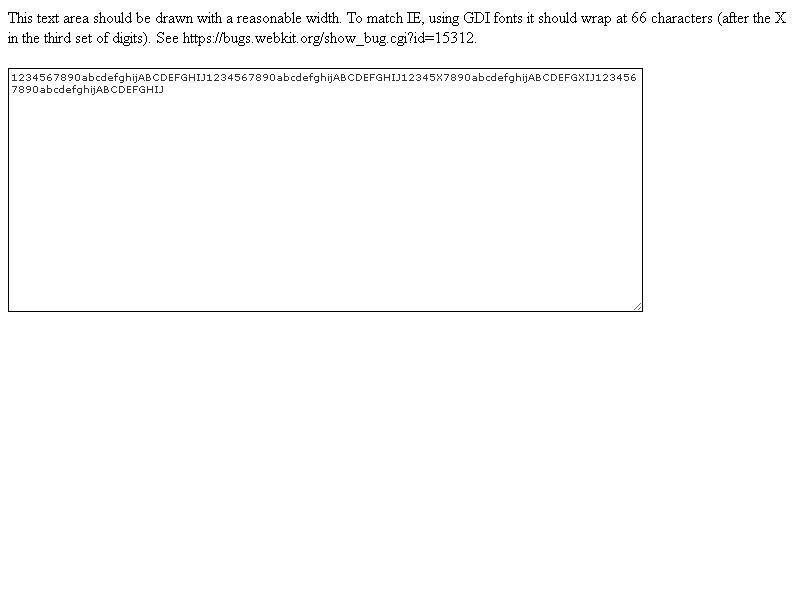 This text area should be drawn with a reasonable width. To match IE, using GDI fonts it should wrap at 66 characters (after the X
in the third set of digits). See https://bugs.webkit.org/show_bug.cgi?id=15312.
1234567890abcdefghijABCDEFGHIJ1234567890abcdefghijABCDEFGHIJ12345X7890abcdefghijABCDEFGXIJ123456
7890abcdefghijABCDEFGHIJ